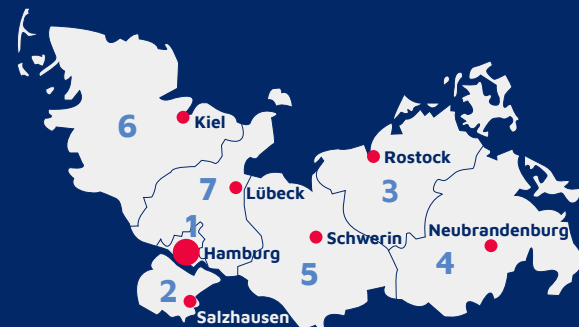 6
Kiel
Rostock
7
Lübeck
3
1
Neubrandenburg
Schwerin
Hamburg
4
5
2
Salzhausen